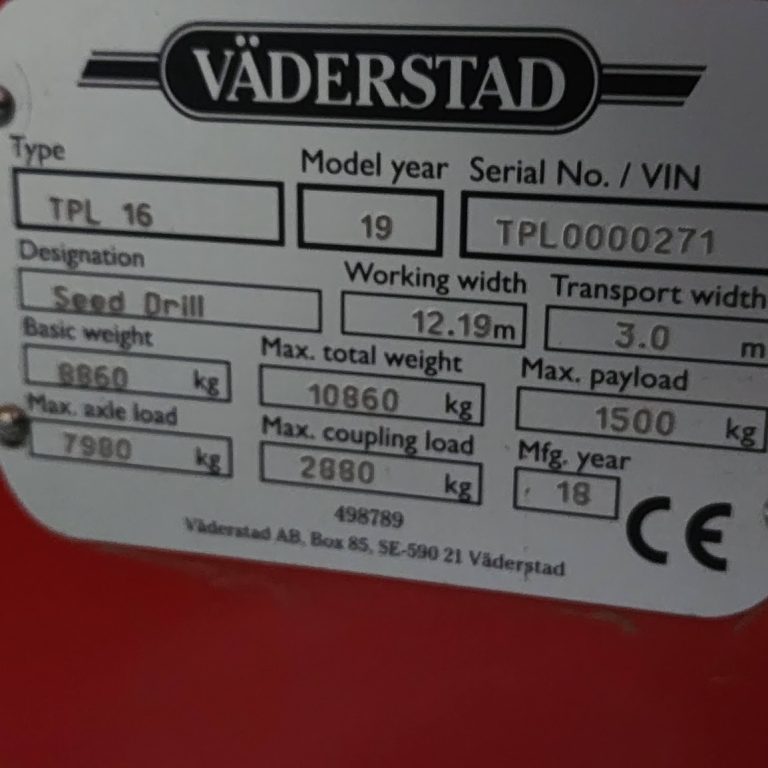 VÄDERSTAD
Type Model year Serial No. / VIN
TPL 16 19 TPL0000271
Designation Working width Transport width
Seed Drill 12.19m 3.0 m
Basic weight Max. total weight Max. payload
8860 kg 10860 kg 1500 kg
Max. axle load Max. coupling load Mfg. year
7980 kg 2880 kg 18
CE
498789
Väderstad AB, Box 85, SE-590 21 Väderstad